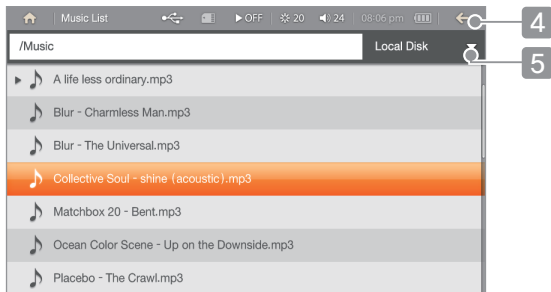 Music List OFF 20 24 08:06 pm 4
/Music Local Disk 5
A life less ordinary.mp3
Blur - Charmless Man.mp3
Blur - The Universal.mp3
Collective Soul - shine (acoustic).mp3
Matchbox 20 - Bent.mp3
Ocean Color Scene - Up on the Downside.mp3
Placebo - The Crawl.mp3